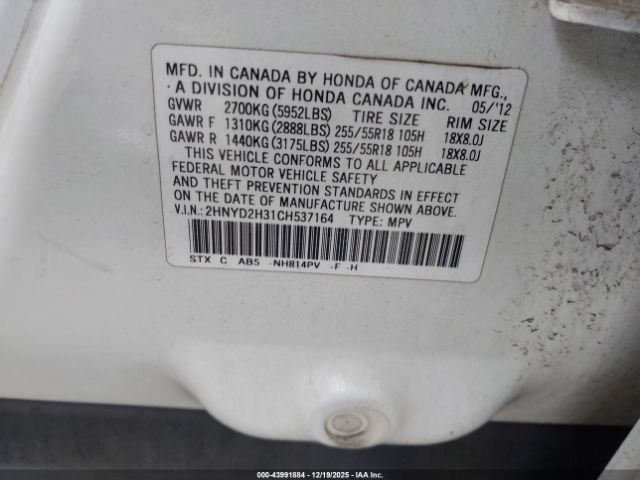 MFD. IN CANADA BY HONDA OF CANADA MFG.,
A DIVISION OF HONDA CANADA INC. 05/'12
GVWR 2700KG (5952LBS) TIRE SIZE RIM SIZE
GAWR F 1310KG (2888LBS) 255/55R18 105H 18X8.0J
GAWR R 1440KG (3175LBS) 255/55R18 105H 18X8.0J
THIS VEHICLE CONFORMS TO ALL APPLICABLE
FEDERAL MOTOR VEHICLE SAFETY
AND THEFT PREVENTION STANDARDS IN EFFECT
ON THE DATE OF MANUFACTURE SHOWN ABOVE.
V.I.N.: 2HNYD2H31CH537164 TYPE: MPV
STX C AB5 -NH814PV -F -H
000-43991884 - 12/19/2025 - IAAI.COM